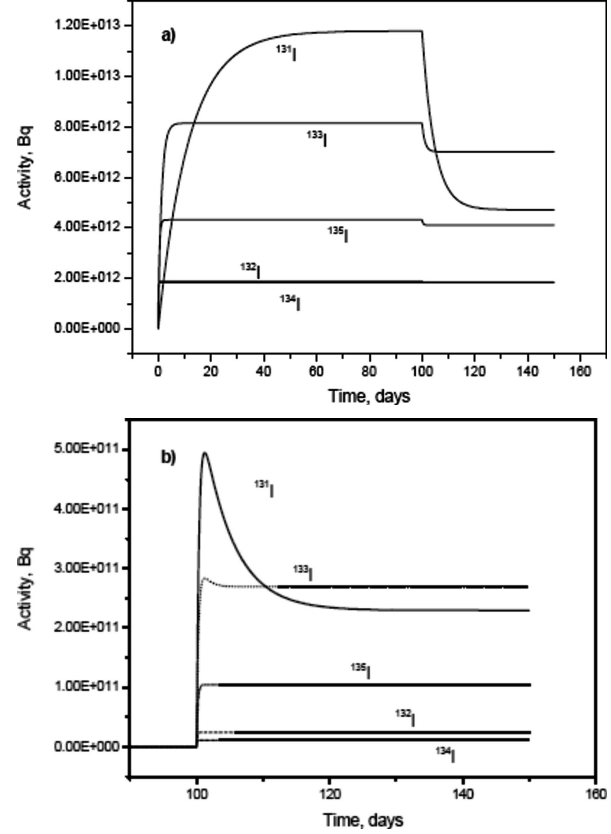 a)
1.20E+013
1.00E+013
8.00E+012
6.00E+012
4.00E+012
2.00E+012
0.00E+000
Activity, Bq
131I
133I
135I
132I
134I
0 20 40 60 80 100 120 140 160
Time, days
b)
5.00E+011
4.00E+011
3.00E+011
2.00E+011
1.00E+011
0.00E+000
Activity, Bq
131I
133I
135I
132I
134I
100 120 140 160
Time, days